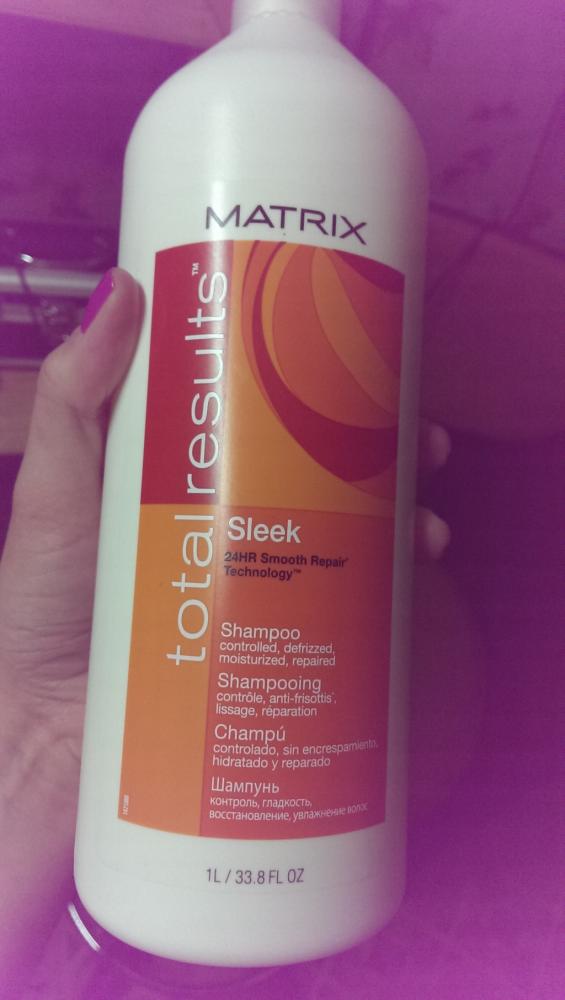 MATRIX
total results™
Sleek
24HR Smooth Repair*
Technology™
Shampoo
controlled, defrizzed,
moisturized, repaired
Shampooing
contrôle, anti-frisottis*,
lissage, réparation
Champú
controlado, sin encrespamiento,
hidratado y reparado
Шампунь
контроль, гладкость,
восстановление, увлажнение волос
1L / 33.8 FL OZ